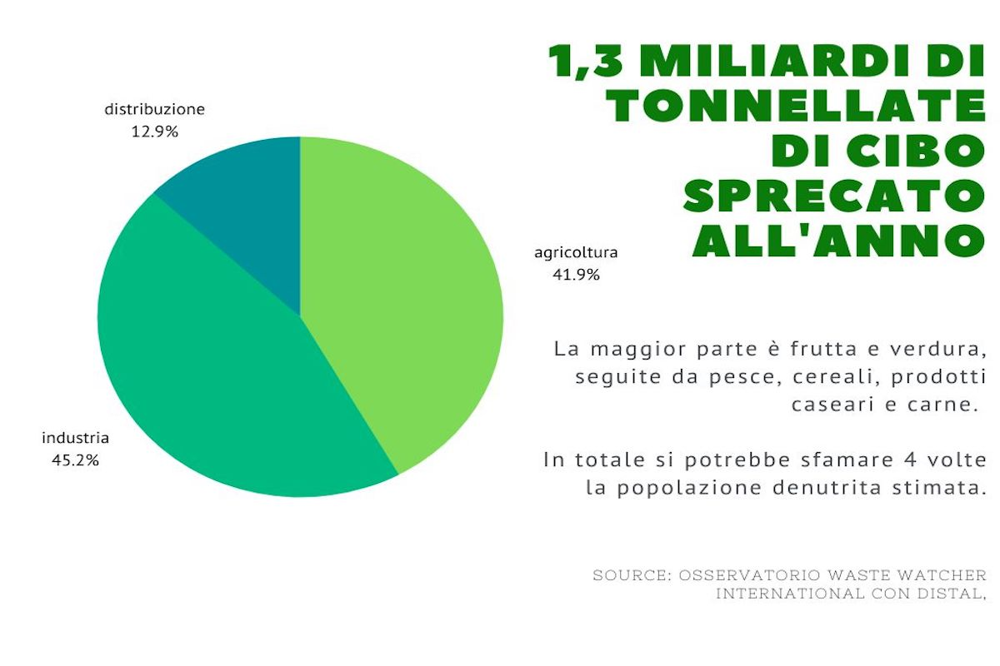 1,3 MILIARDI DI
TONNELLATE
DI CIBO
SPRECATO
ALL'ANNO
distribuzione
12.9%
agricoltura
41.9%
industria
45.2%
La maggior parte è frutta e verdura,
seguite da pesce, cereali, prodotti
caseari e carne.
In totale si potrebbe sfamare 4 volte
la popolazione denutrita stimata.
SOURCE: OSSERVATORIO WASTE WATCHER
INTERNATIONAL CON DISTAL,